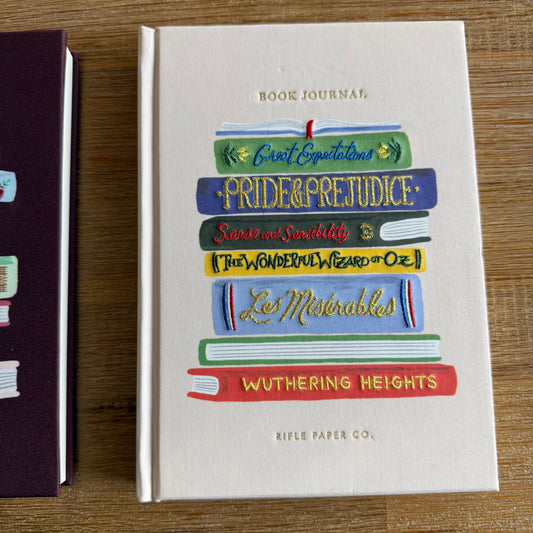 BOOK JOURNAL
Great Expectations
PRIDE & PREJUDICE
Sense and Sensibility
THE WONDERFUL WIZARD OF OZ
Les Misérables
WUTHERING HEIGHTS
RIFLE PAPER CO.